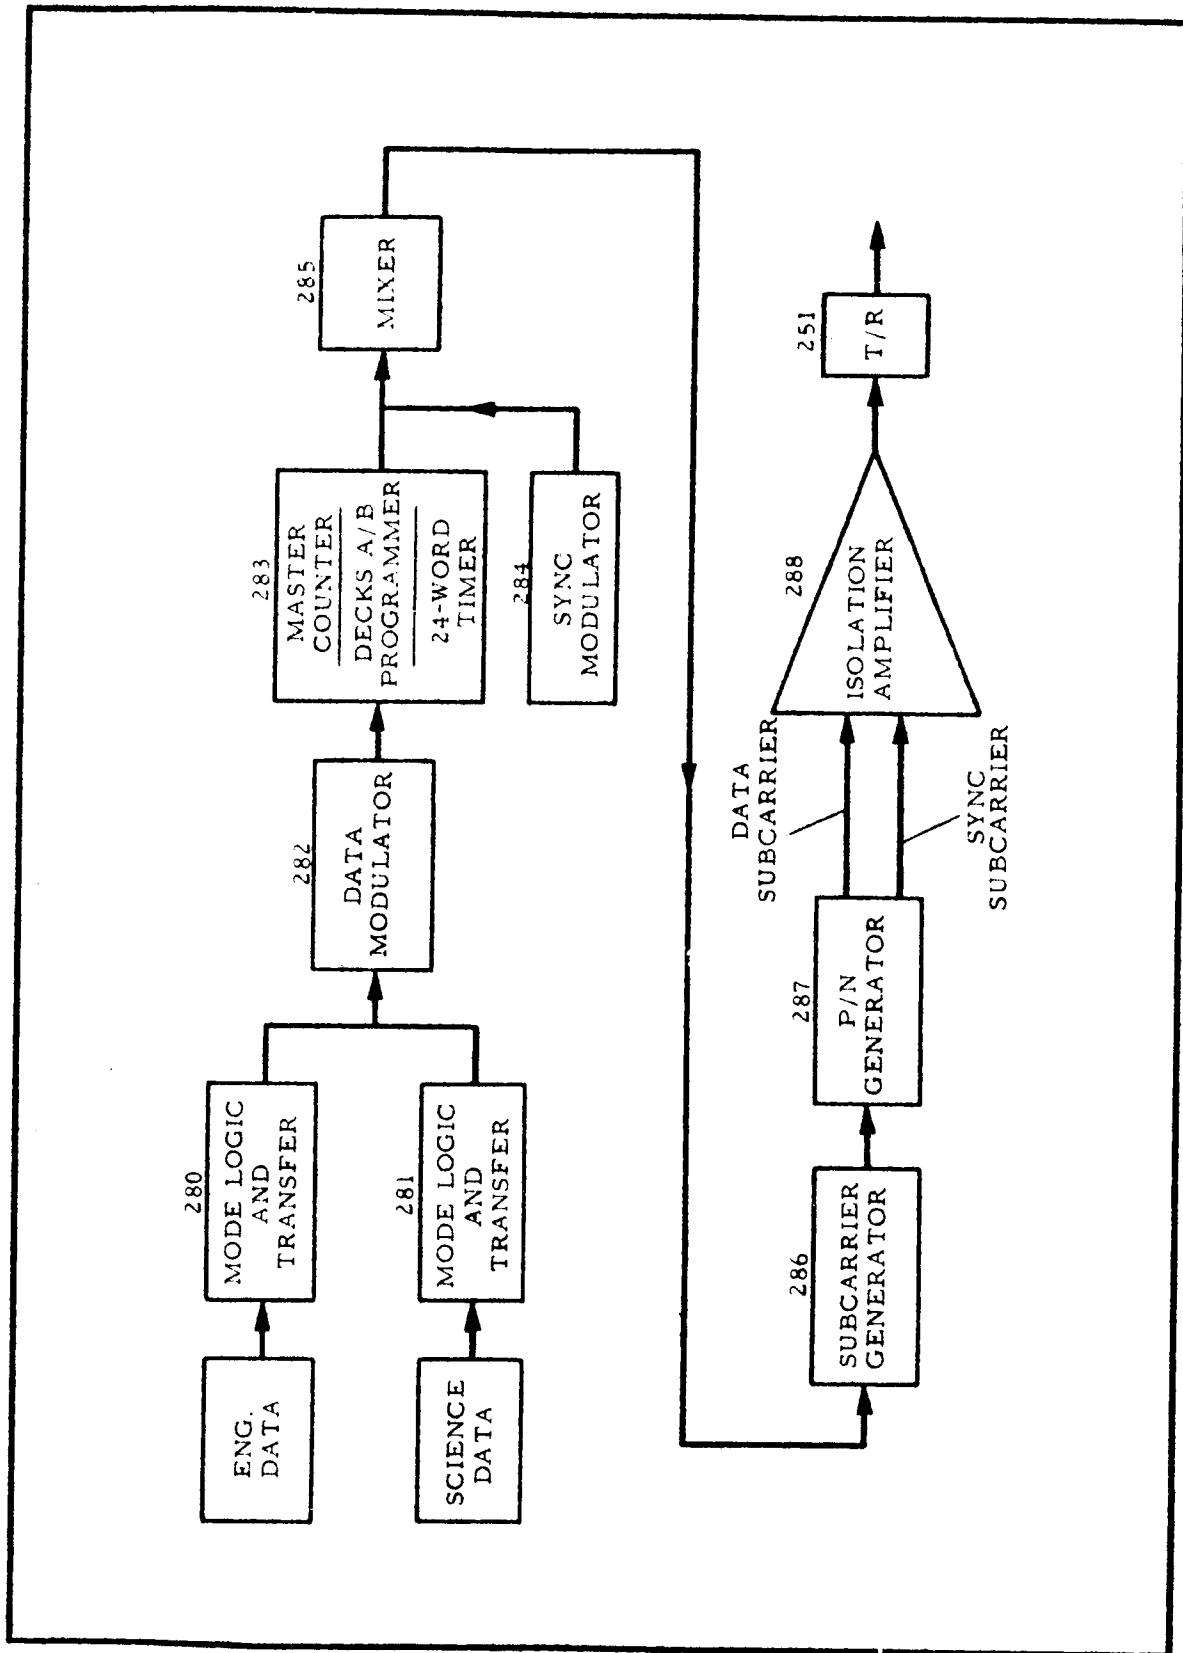 ENG.
DATA
280
MODE LOGIC
AND
TRANSFER
SCIENCE
DATA
281
MODE LOGIC
AND
TRANSFER
282
DATA
MODULATOR
283
MASTER
COUNTER
DECKS A/B
PROGRAMMER
24-WORD
TIMER
284
SYNC
MODULATOR
285
MIXER
286
SUBCARRIER
GENERATOR
287
P/N
GENERATOR
DATA
SUBCARRIER
SYNC
SUBCARRIER
288
ISOLATION
AMPLIFIER
251
T/R